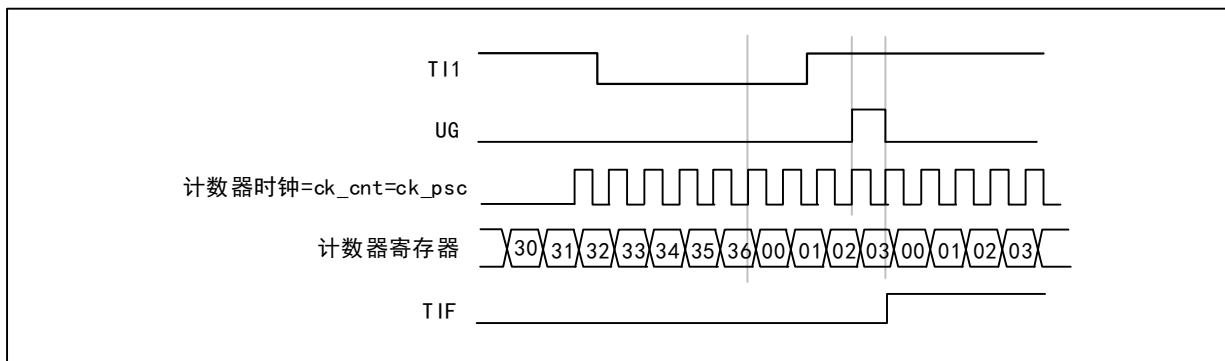 TI1
UG
计数器时钟=ck_cnt=ck_psc
计数器寄存器 30 31 32 33 34 35 36 00 01 02 03 00 01 02 03
TIF